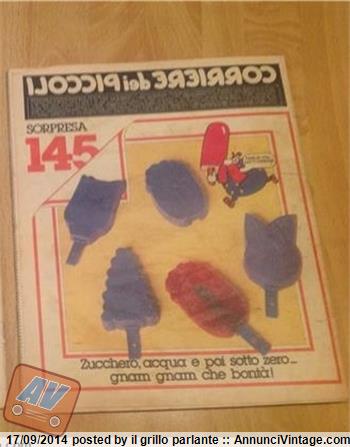 CORRIERE dei PICCOLI
SORPRESA
145
Zucchero, acqua e poi sotto zero...
gnam gnam che bontà!
AV
17/09/2014 posted by il grillo parlante :: AnnunciVintage.com